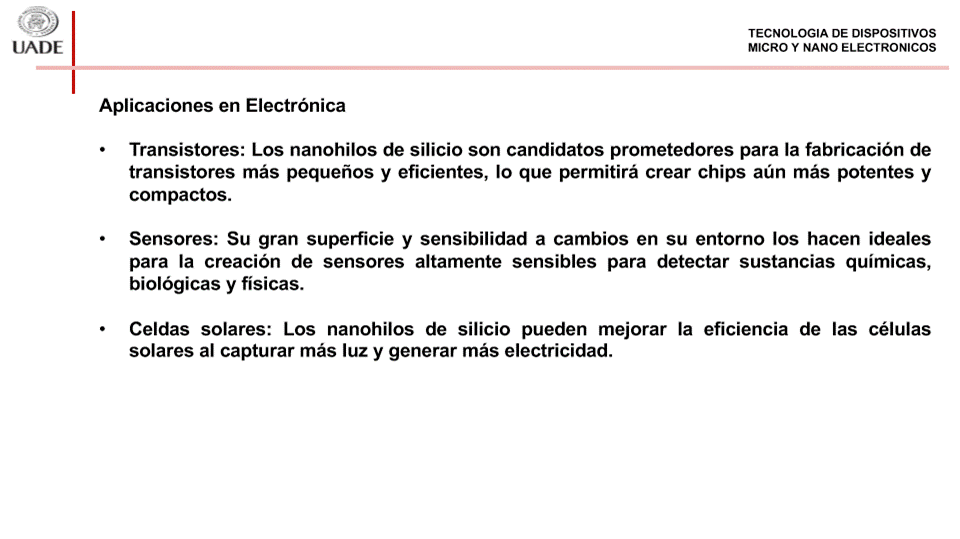 UADE
TECNOLOGIA DE DISPOSITIVOS
MICRO Y NANO ELECTRONICOS
Aplicaciones en Electrónica
• Transistores: Los nanohilos de silicio son candidatos prometedores para la fabricación de
transistores más pequeños y eficientes, lo que permitirá crear chips aún más potentes y
compactos.
• Sensores: Su gran superficie y sensibilidad a cambios en su entorno los hacen ideales
para la creación de sensores altamente sensibles para detectar sustancias químicas,
biológicas y físicas.
• Celdas solares: Los nanohilos de silicio pueden mejorar la eficiencia de las células
solares al capturar más luz y generar más electricidad.